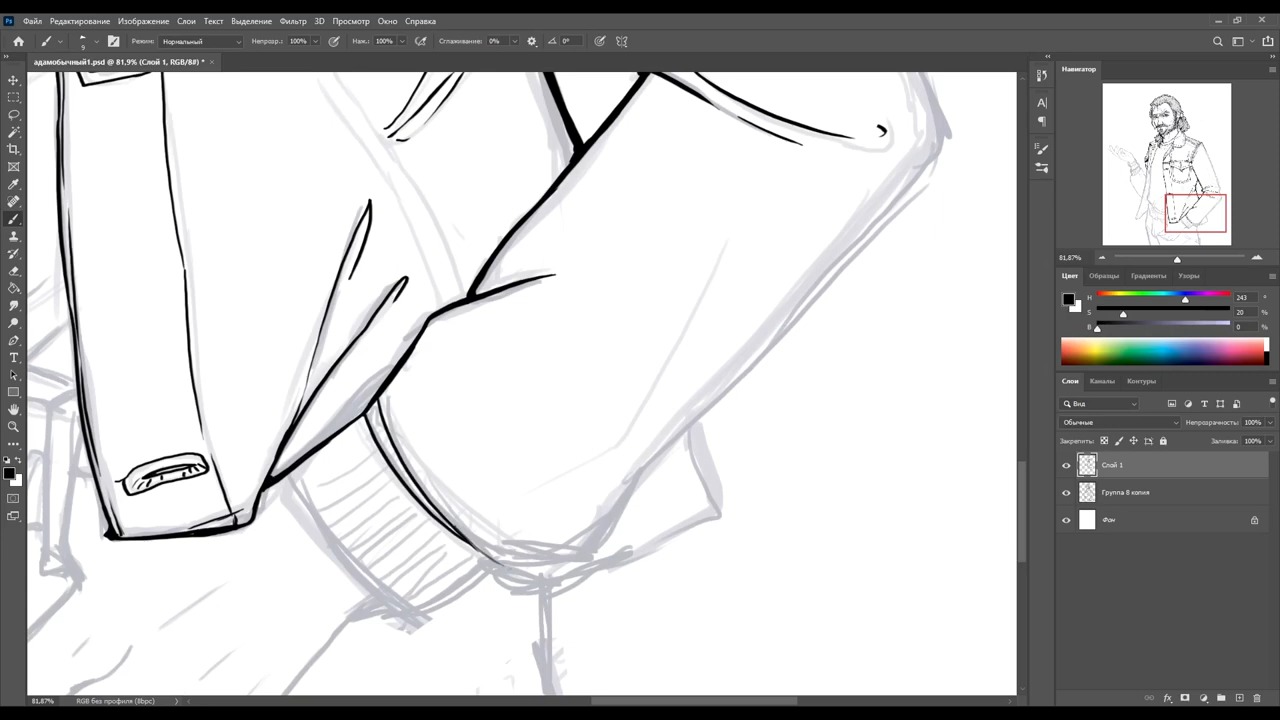 Ps Файл Редактирование Изображение Слои Текст Выделение Фильтр 3D Просмотр Окно Справка
9 Режим: Нормальный Непрозр.: 100% Наж.: 100% Сглаживание: 0% 0°
адамобычный1.psd @ 81,9% (Слой 1, RGB/8#) *
Навигатор
81,87%
Цвет Образцы Градиенты Узоры
H 243 °
S 20 %
B 0 %
Слои Каналы Контуры
Вид
Обычные Непрозрачность: 100%
Закрепить: Заливка: 100%
Слой 1
Группа 8 копия
Фон
81,87% RGB без профиля (8bpc)